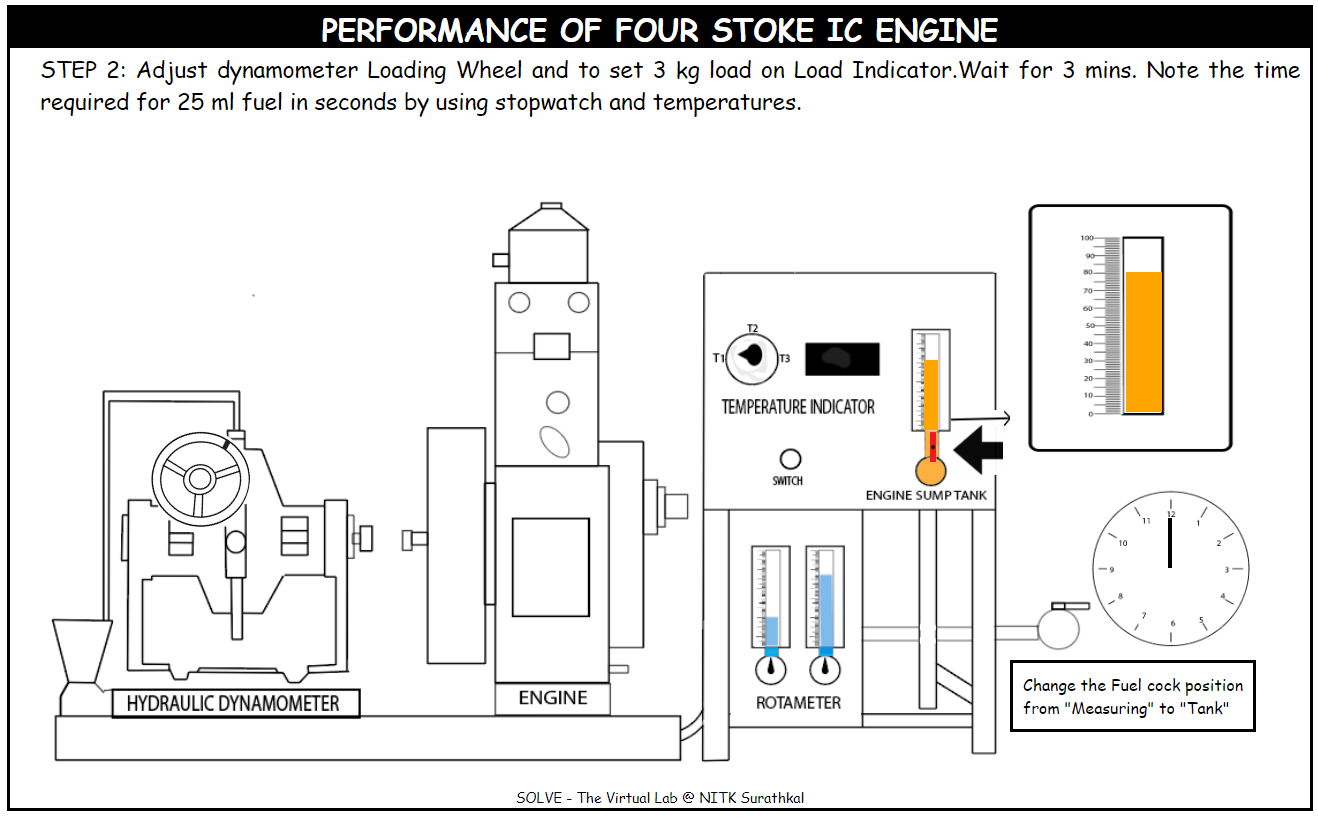 PERFORMANCE OF FOUR STOKE IC ENGINE
STEP 2: Adjust dynamometer Loading Wheel and to set 3 kg load on Load Indicator.Wait for 3 mins. Note the time
required for 25 ml fuel in seconds by using stopwatch and temperatures.
100
90
80
70
60
50
40
30
20
10
0
T2
T1
T3
TEMPERATURE INDICATOR
SWITCH
ENGINE SUMP TANK
12
1
2
3
4
5
6
7
8
9
10
11
HYDRAULIC DYNAMOMETER
ENGINE
ROTAMETER
Change the Fuel cock position
from "Measuring" to "Tank"
SOLVE - The Virtual Lab @ NITK Surathkal